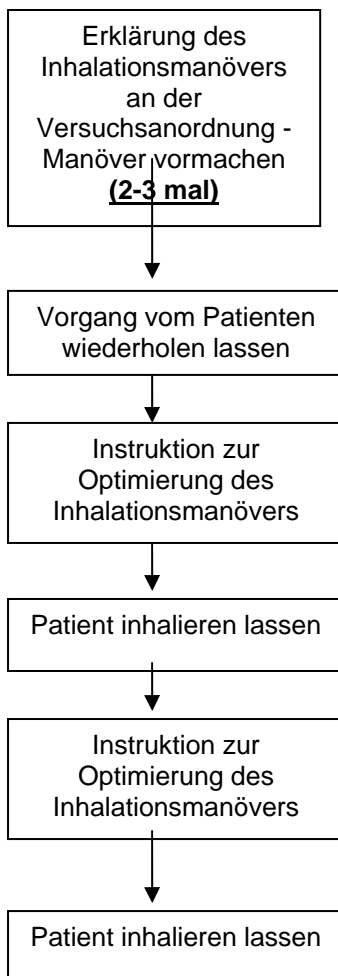 Erklärung des
Inhalationsmanövers
an der
Versuchsanordnung -
Manöver vormachen
(2-3 mal)
Vorgang vom Patienten
wiederholen lassen
Instruktion zur
Optimierung des
Inhalationsmanövers
Patient inhalieren lassen
Instruktion zur
Optimierung des
Inhalationsmanövers
Patient inhalieren lassen